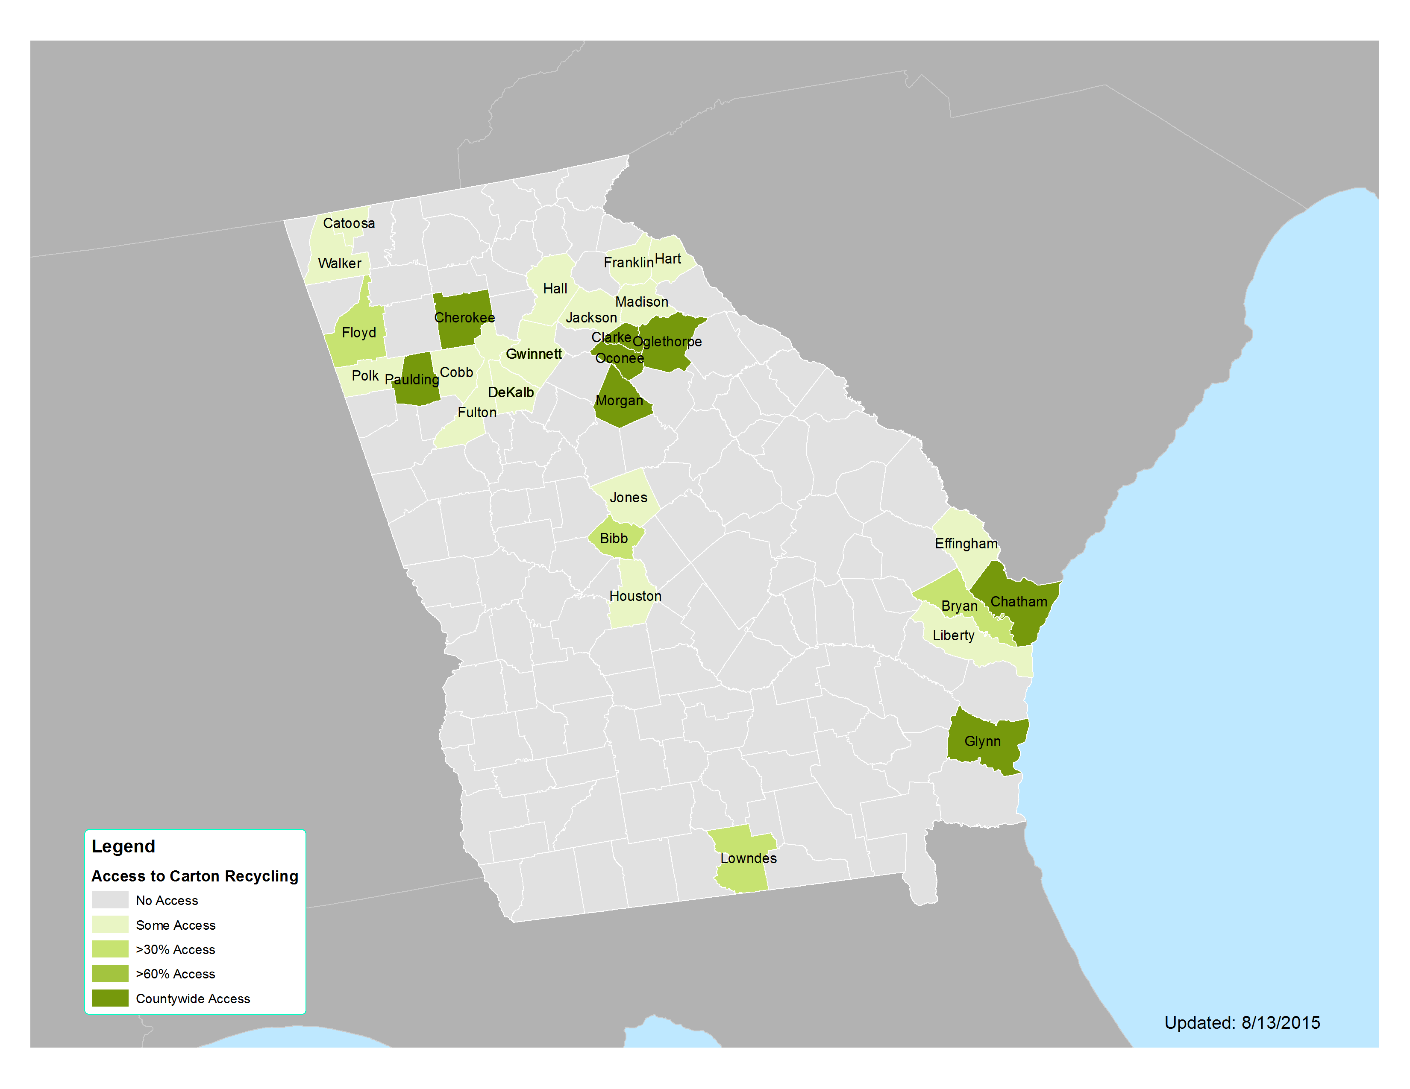 Catoosa
Walker
Franklin
Hart
Hall
Madison
Cherokee
Jackson
Floyd
Clarke
Oglethorpe
Gwinnett
Oconee
Polk
Paulding
Cobb
DeKalb
Morgan
Fulton
Jones
Bibb
Effingham
Houston
Bryan
Chatham
Liberty
Glynn
Lowndes
Legend
Access to Carton Recycling
No Access
Some Access
>30% Access
>60% Access
Countywide Access
Updated: 8/13/2015